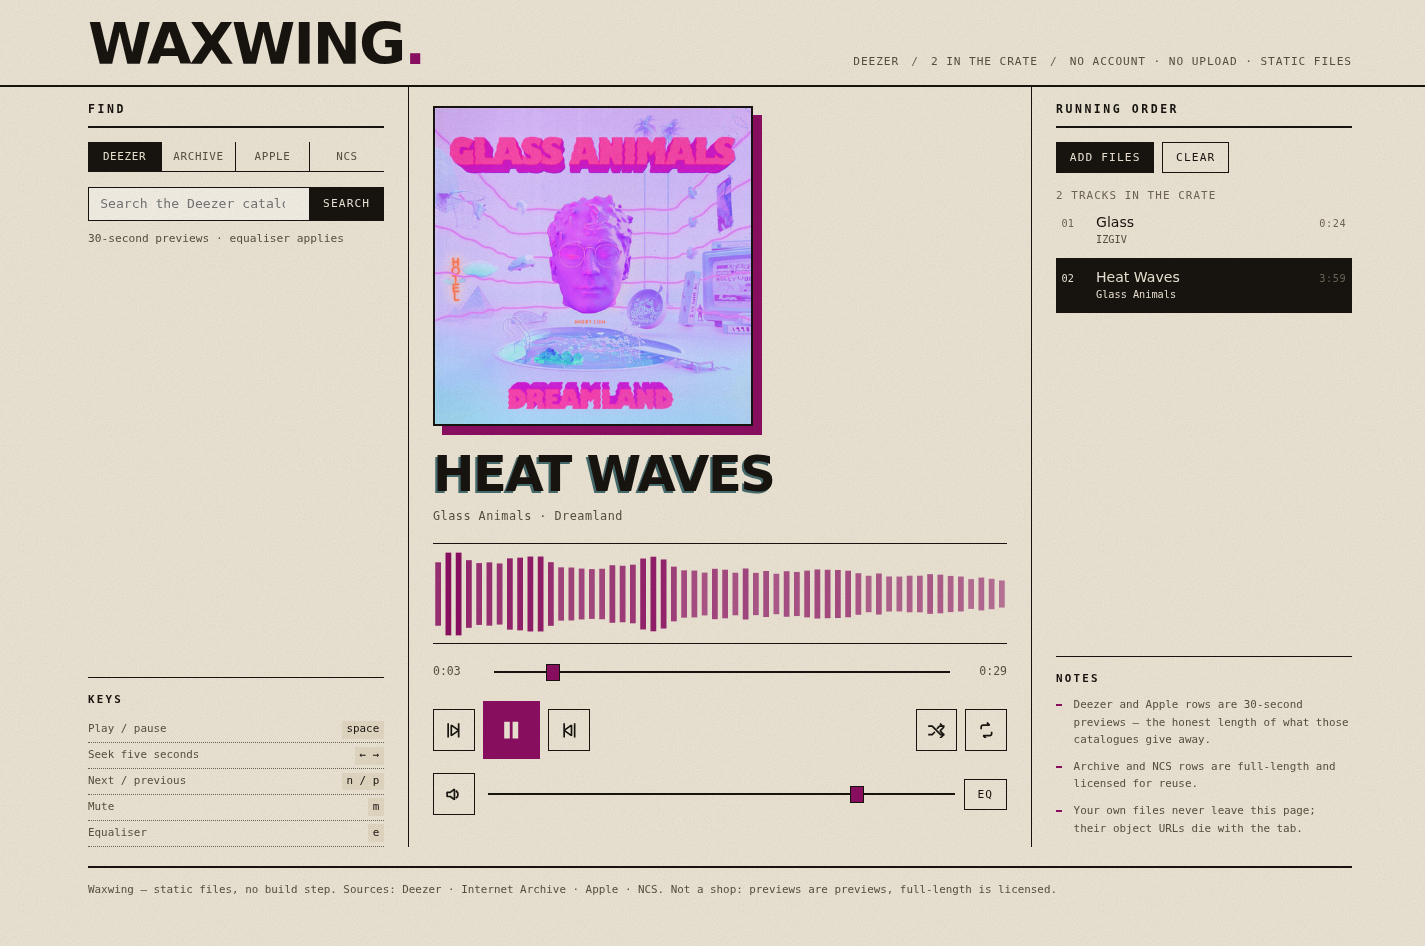 WAXWING.
DEEZER / 2 IN THE CRATE / NO ACCOUNT · NO UPLOAD · STATIC FILES
FIND
DEEZER ARCHIVE APPLE NCS
Search the Deezer catal SEARCH
30-second previews · equaliser applies
KEYS
Play / pause space
Seek five seconds ← →
Next / previous n / p
Mute m
Equaliser e
GLASS ANIMALS
HOTEL
DREAMLAND
HEAT WAVES
Glass Animals · Dreamland
0:03 0:29
EQ
RUNNING ORDER
ADD FILES CLEAR
2 TRACKS IN THE CRATE
01 Glass 0:24
IZGIV
02 Heat Waves 3:59
Glass Animals
NOTES
Deezer and Apple rows are 30-second
previews — the honest length of what those
catalogues give away.
Archive and NCS rows are full-length and
licensed for reuse.
Your own files never leave this page;
their object URLs die with the tab.
Waxwing — static files, no build step. Sources: Deezer · Internet Archive · Apple · NCS. Not a shop: previews are previews, full-length is licensed.